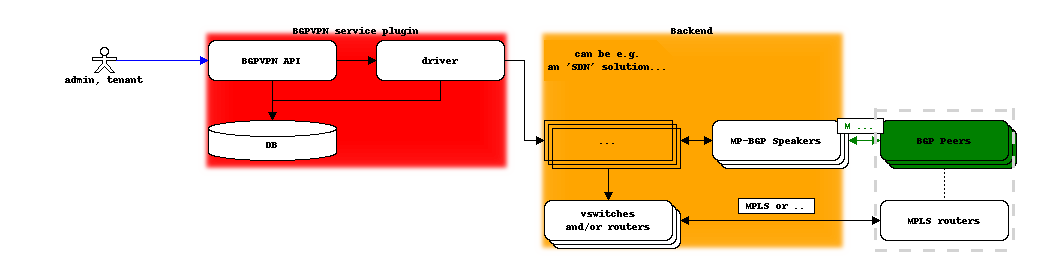 BGPVPN service plugin
Backend
can be e.g.
an 'SDN' solution...
BGPVPN API
driver
admin, tenant
DB
...
MP-BGP Speakers
M ...
BGP Peers
MPLS or ..
vswitches
and/or routers
MPLS routers